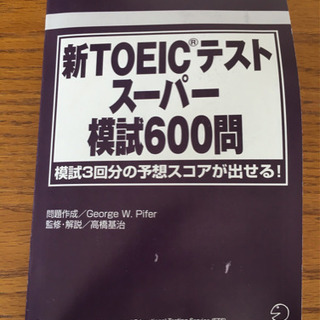 新TOEIC®テスト
スーパー
模試600問
模試3回分の予想スコアが出せる!
問題作成/George W. Pifer
監修・解説/高橋基治